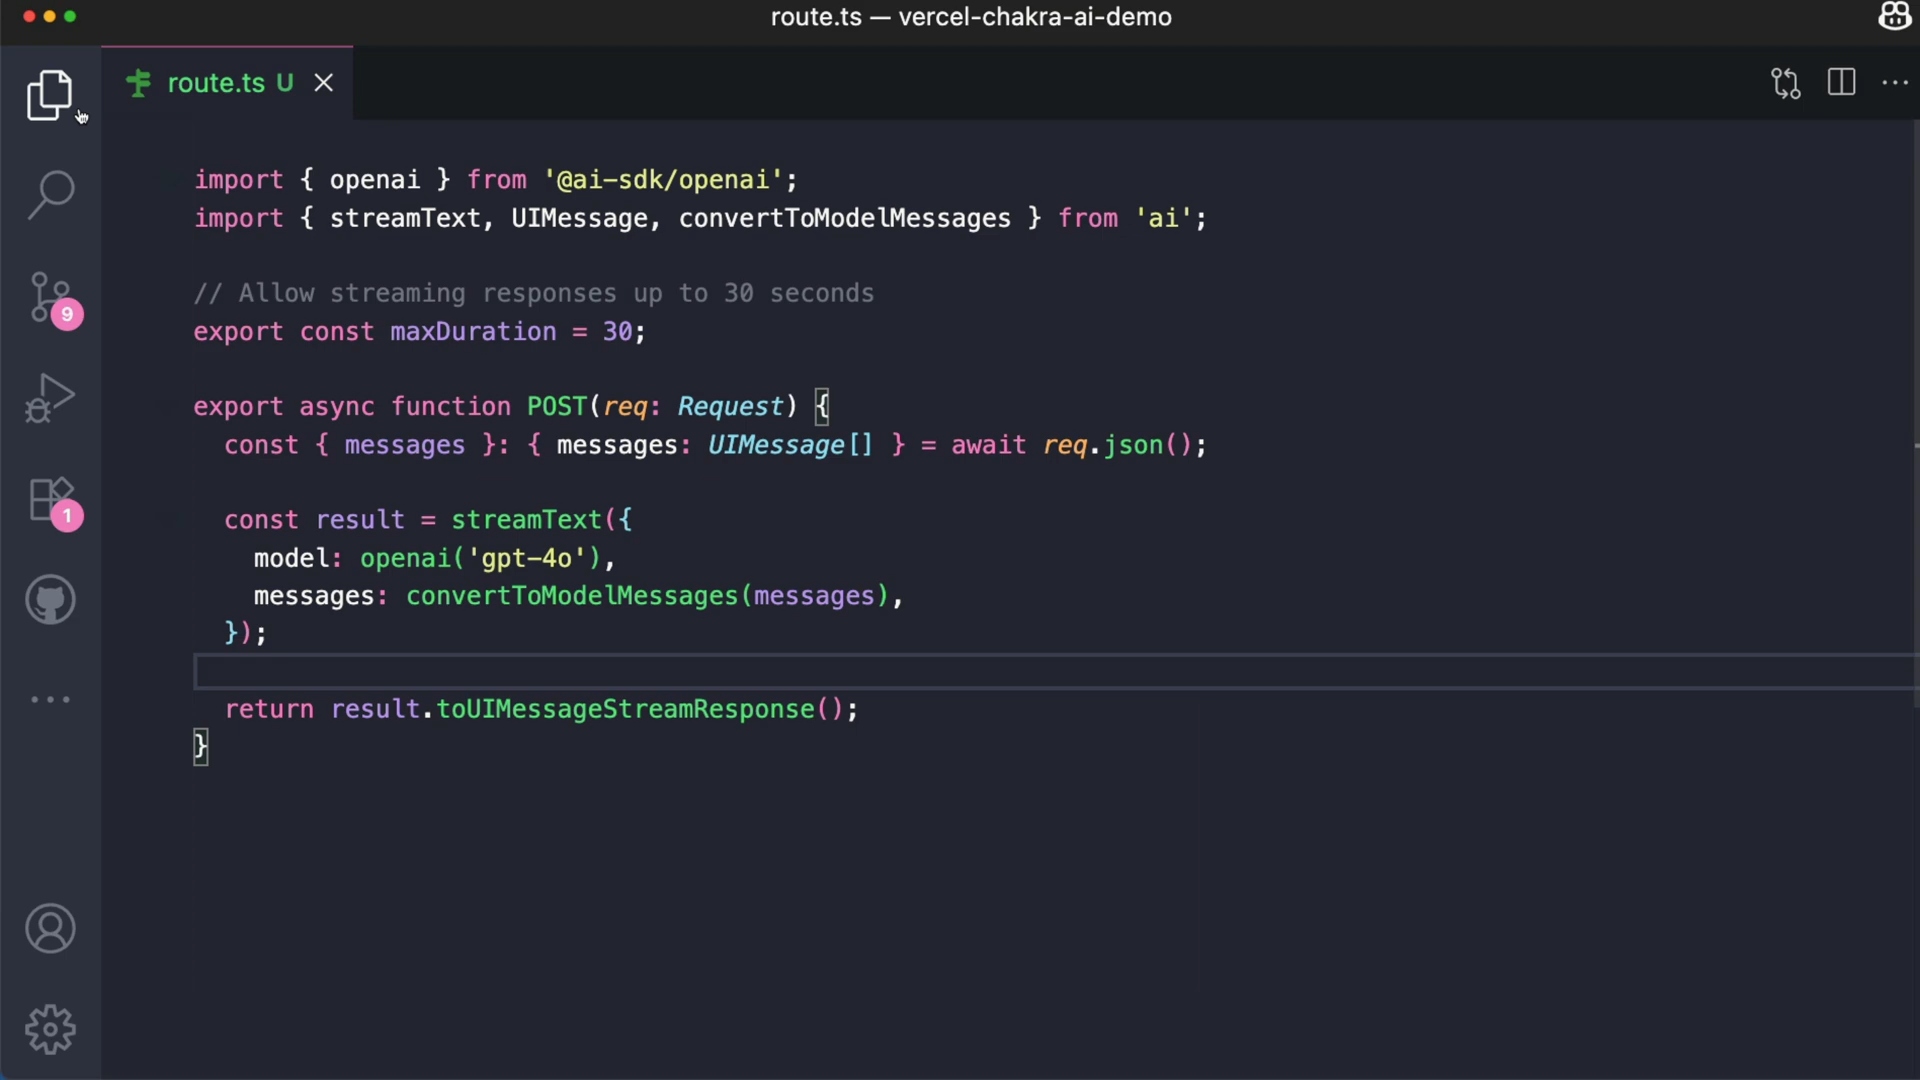 route.ts — vercel-chakra-ai-demo
route.ts U
import { openai } from '@ai-sdk/openai';
import { streamText, UIMessage, convertToModelMessages } from 'ai';
// Allow streaming responses up to 30 seconds
export const maxDuration = 30;
export async function POST(req: Request) {
const { messages }: { messages: UIMessage[] } = await req.json();
const result = streamText({
model: openai('gpt-4o'),
messages: convertToModelMessages(messages),
});
return result.toUIMessageStreamResponse();
}
9
1